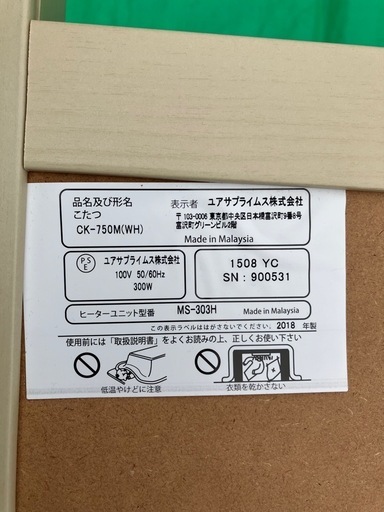 品名及び形名
こたつ
CK-750M(WH)
表示者 ユアサプライムス株式会社
〒103-0006 東京都中央区日本橋富沢町9番8号
富沢町グリーンビル2階
Made in Malaysia
PSE
ユアサプライムス株式会社
100V 50/60Hz
300W
1508 YC
SN : 900531
ヒーターユニット型番 MS-303H Made in Malaysia
この表示ラベルははがさないでください。 2018 年製
使用前には「取扱説明書」をよくお読みの上、正しくお使い下さい
低温やけどに注意
衣類を乾かさない